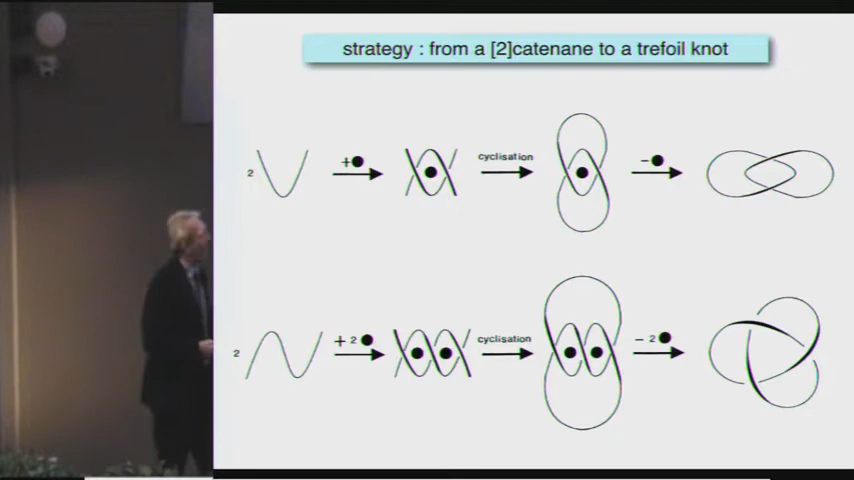 strategy : from a [2]catenane to a trefoil knot
2
+
cyclisation
−
2
+ 2
cyclisation
− 2